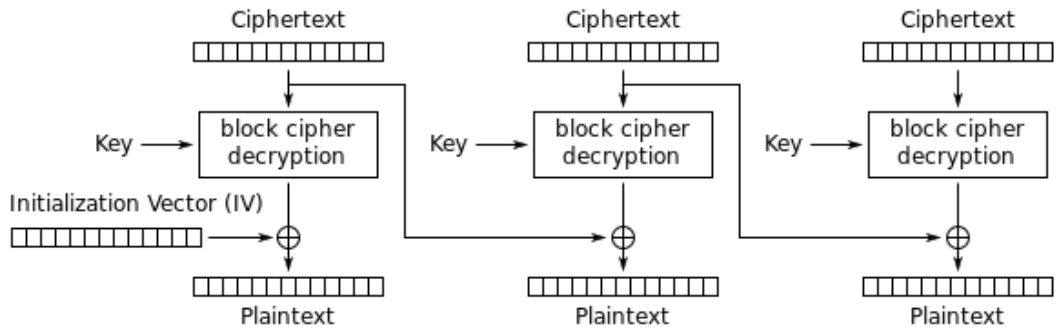 Ciphertext
Ciphertext
Ciphertext
Key
block cipher
decryption
Key
block cipher
decryption
Key
block cipher
decryption
Initialization Vector (IV)
Plaintext
Plaintext
Plaintext